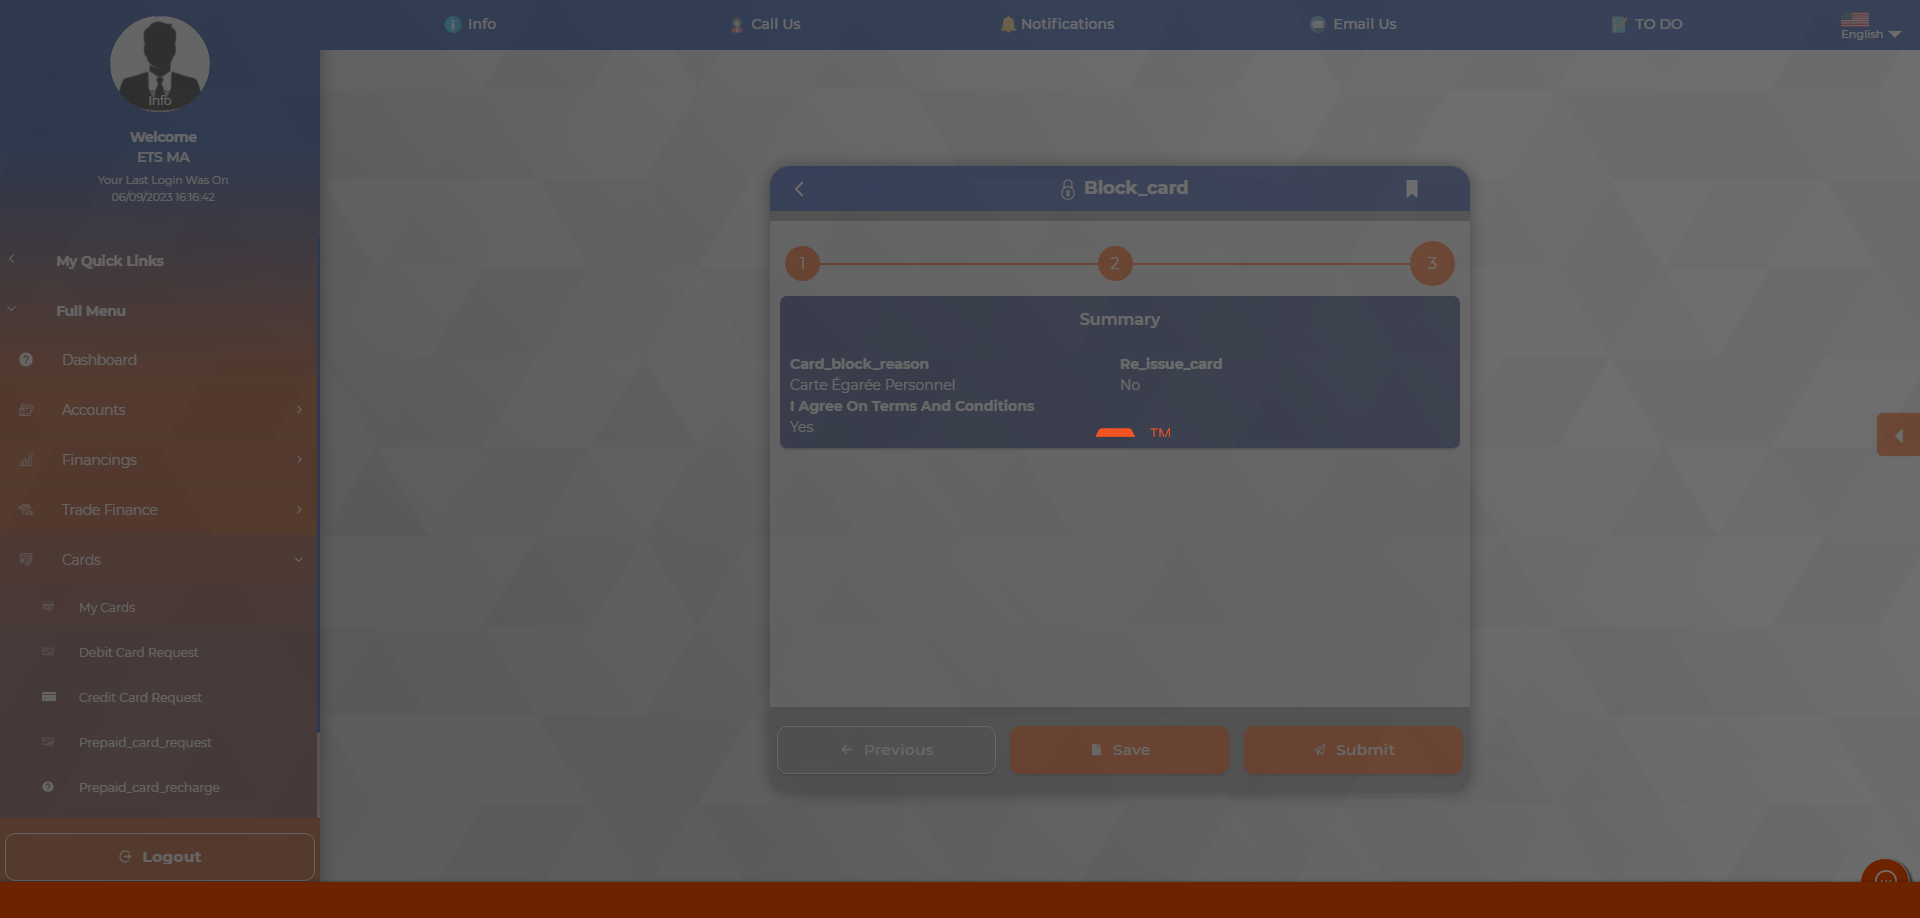 Info
Call Us
Notifications
Email Us
TO DO
English
Info
Welcome
ETS MA
Your Last Login Was On
06/09/2023 16:16:42
My Quick Links
Full Menu
Dashboard
Accounts
Financings
Trade Finance
Cards
My Cards
Debit Card Request
Credit Card Request
Prepaid_card_request
Prepaid_card_recharge
Logout
Block_card
1
2
3
Summary
Card_block_reason
Re_issue_card
Carte Égarée Personnel
No
I Agree On Terms And Conditions
Yes
TM
Previous
Save
Submit